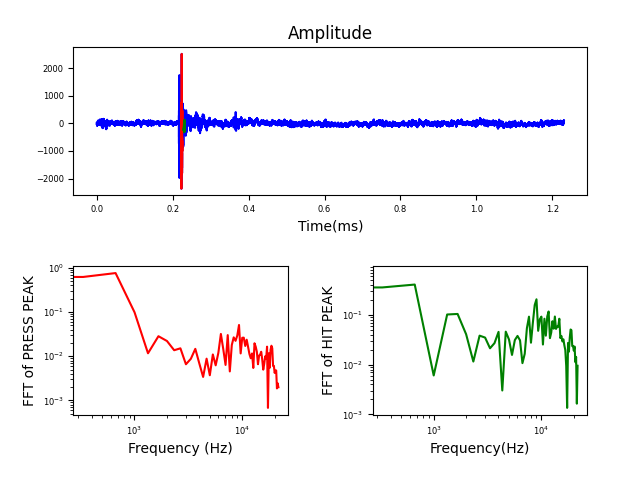 Amplitude
2000
1000
0
−1000
−2000
0.0 0.2 0.4 0.6 0.8 1.0 1.2
Time(ms)
FFT of PRESS PEAK
10⁰
10⁻¹
10⁻²
10⁻³
10³ 10⁴
Frequency (Hz)
FFT of HIT PEAK
10⁻¹
10⁻²
10⁻³
10³ 10⁴
Frequency(Hz)